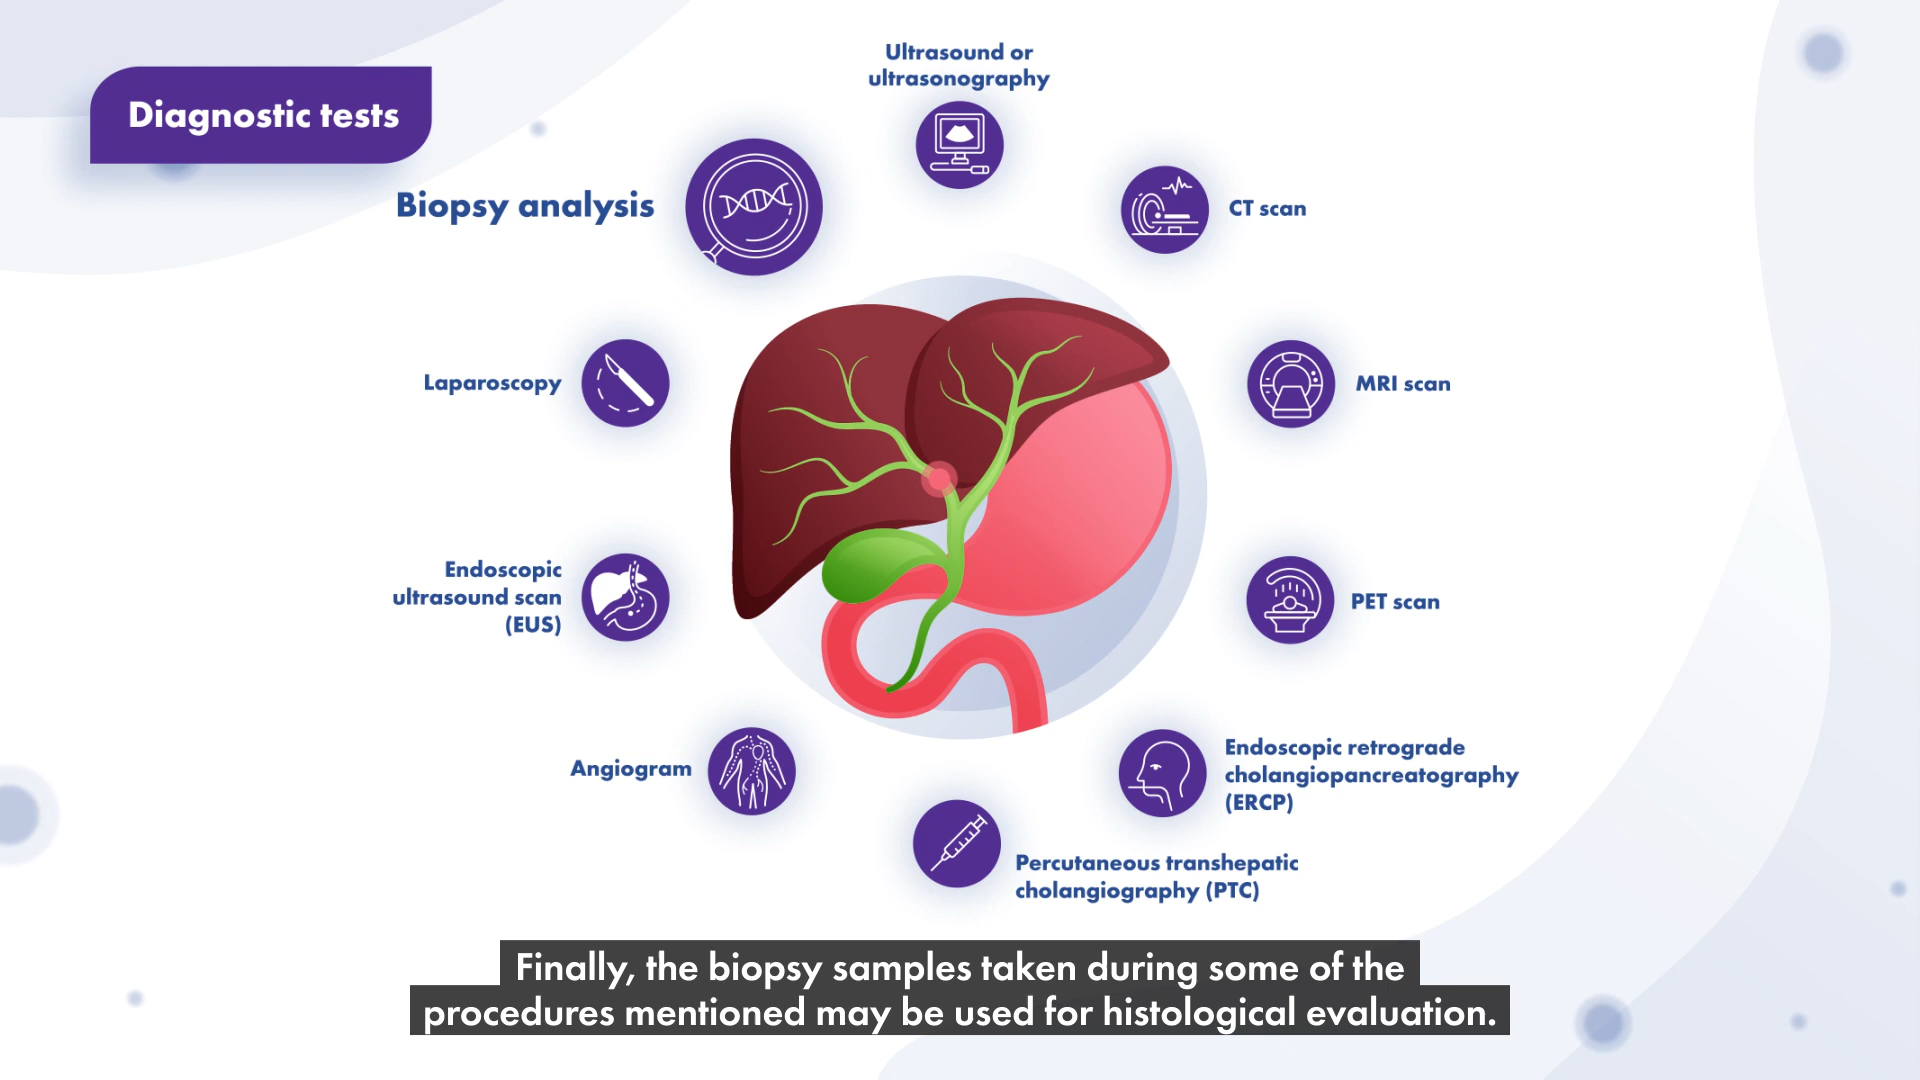 Diagnostic tests
Ultrasound or
ultrasonography
Biopsy analysis
CT scan
Laparoscopy
MRI scan
Endoscopic
ultrasound scan
(EUS)
PET scan
Angiogram
Endoscopic retrograde
cholangiopancreatography
(ERCP)
Percutaneous transhepatic
cholangiography (PTC)
Finally, the biopsy samples taken during some of the
procedures mentioned may be used for histological evaluation.